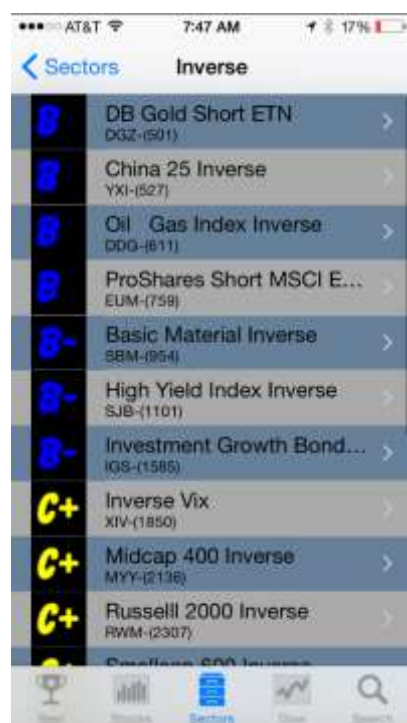 AT&T 7:47 AM 17%
Sectors Inverse
B DB Gold Short ETN
DGZ-(501)
B China 25 Inverse
YXI-(527)
B Oil Gas Index Inverse
DDG-(611)
B ProShares Short MSCI E...
EUM-(759)
B- Basic Material Inverse
SBM-(954)
B- High Yield Index Inverse
SJB-(1101)
B- Investment Growth Bond...
IGS-(1585)
C+ Inverse Vix
XIV-(1850)
C+ Midcap 400 Inverse
MYY-(2136)
C+ Russelll 2000 Inverse
RWM-(2307)
Sectors